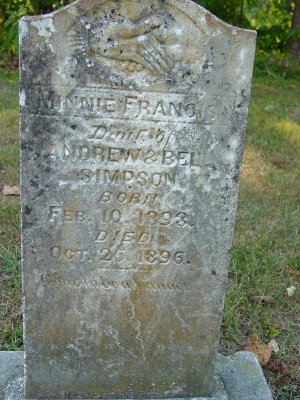 MINNIE FRANCIS
Dau. of
ANDREW & BELL
SIMPSON
BORN
FEB. 10, 1893.
DIED
OCT. 25, 1896.